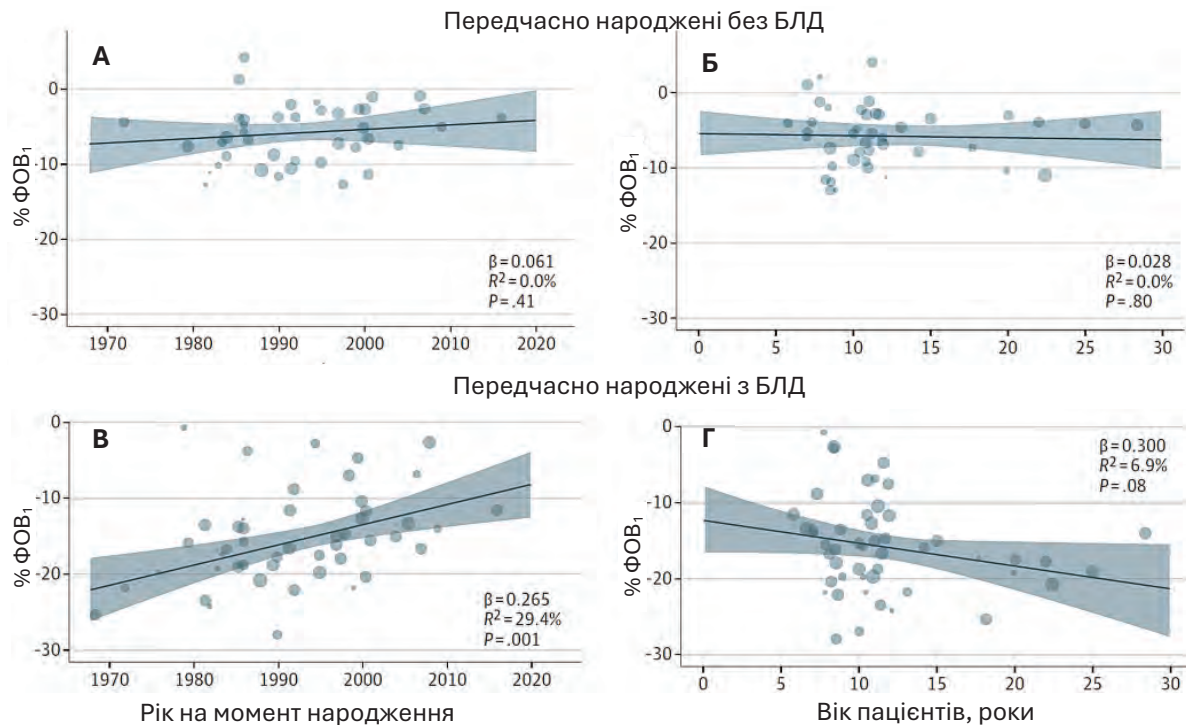 Передчасно народжені без БЛД
А
% ФОВ₁
0
-10
-20
-30
β=0.061
R²=0.0%
P=.41
1970
1980
1990
2000
2010
2020
Б
% ФОВ₁
0
-10
-20
-30
β=0.028
R²=0.0%
P=.80
0
5
10
15
20
25
30
Передчасно народжені з БЛД
В
% ФОВ₁
0
-10
-20
-30
β=0.265
R²=29.4%
P=.001
1970
1980
1990
2000
2010
2020
Рік на момент народження
Г
% ФОВ₁
0
-10
-20
-30
β=0.300
R²=6.9%
P=.08
0
5
10
15
20
25
30
Вік пацієнтів, роки